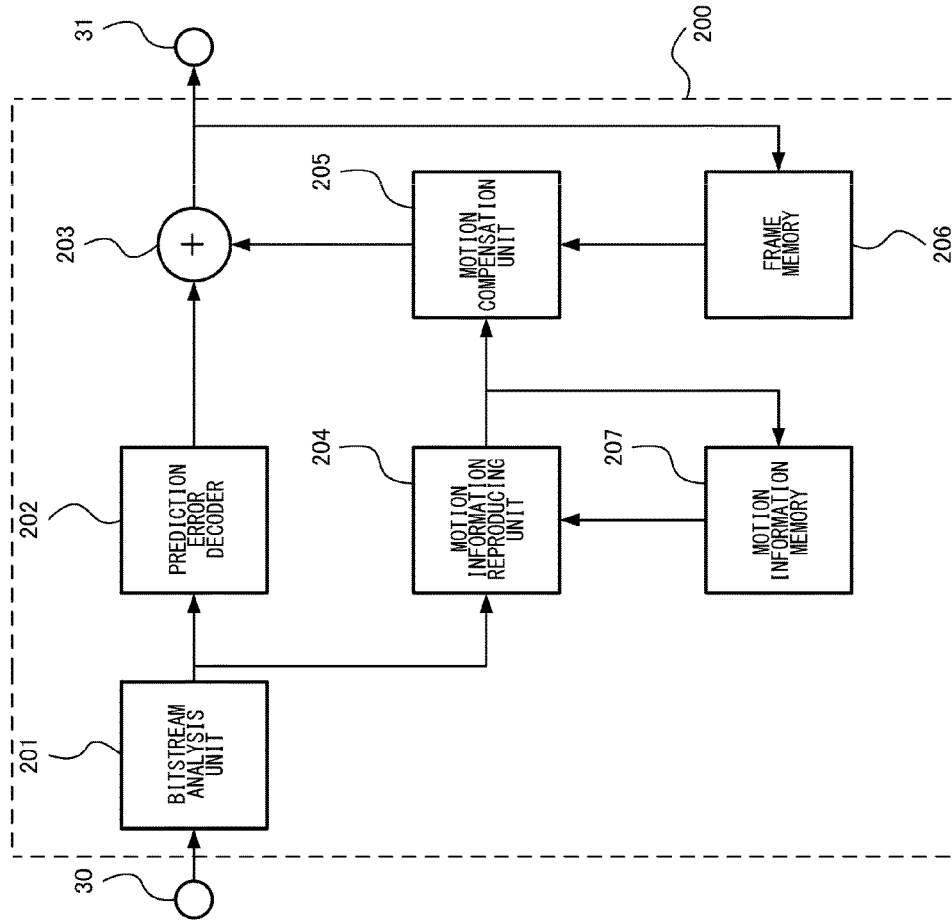 30
201
BITSTREAM
ANALYSIS
UNIT
202
PREDICTION
ERROR
DECODER
203
+
31
204
MOTION
INFORMATION
REPRODUCING
UNIT
205
MOTION
COMPENSATION
UNIT
200
207
MOTION
INFORMATION
MEMORY
FRAME
MEMORY
206